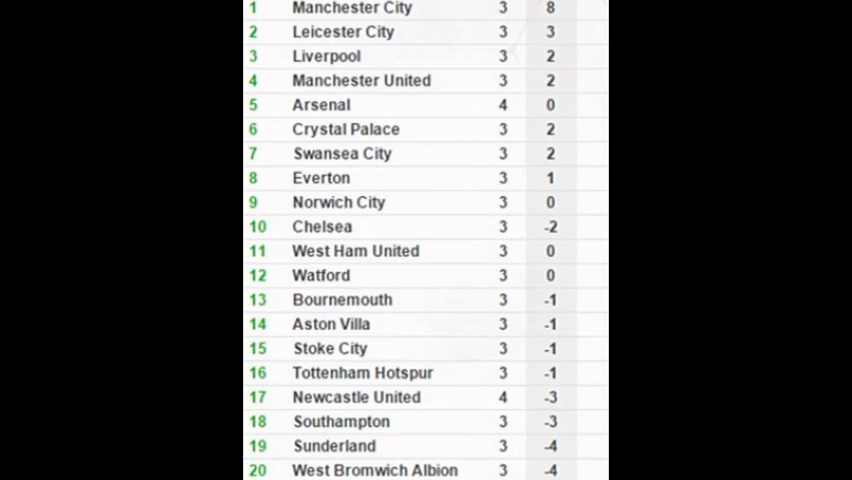 1 Manchester City 3 8
2 Leicester City 3 3
3 Liverpool 3 2
4 Manchester United 3 2
5 Arsenal 4 0
6 Crystal Palace 3 2
7 Swansea City 3 2
8 Everton 3 1
9 Norwich City 3 0
10 Chelsea 3 -2
11 West Ham United 3 0
12 Watford 3 0
13 Bournemouth 3 -1
14 Aston Villa 3 -1
15 Stoke City 3 -1
16 Tottenham Hotspur 3 -1
17 Newcastle United 4 -3
18 Southampton 3 -3
19 Sunderland 3 -4
20 West Bromwich Albion 3 -4